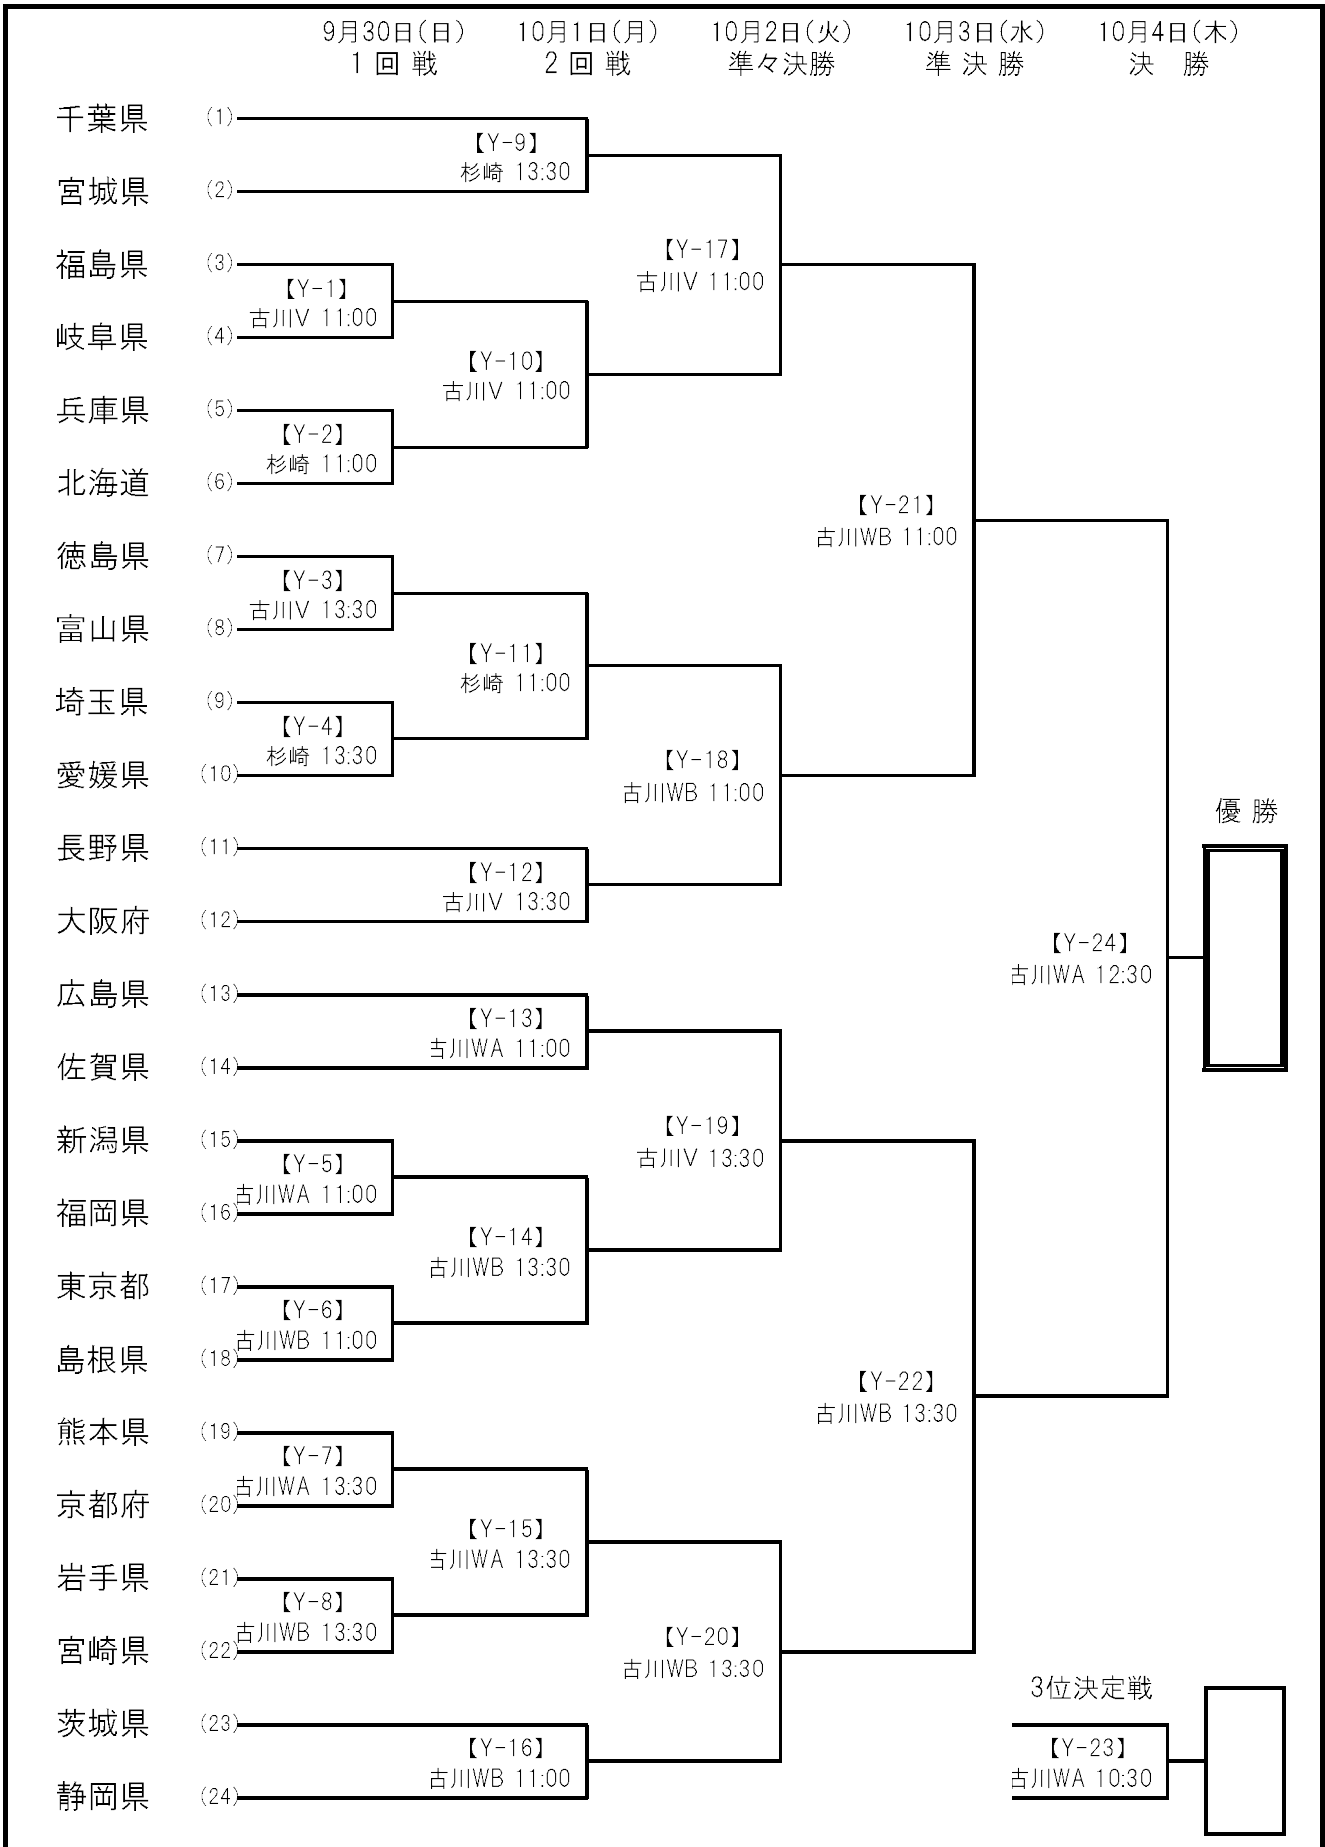 9月30日(日) 10月1日(月) 10月2日(火) 10月3日(水) 10月4日(木)
1 回 戦 2 回 戦 準々決勝 準 決 勝 決 勝
千葉県 (1)
【Y-9】
杉崎 13:30
宮城県 (2)
【Y-17】
古川V 11:00
福島県 (3)
【Y-1】
古川V 11:00
岐阜県 (4)
【Y-10】
古川V 11:00
兵庫県 (5)
【Y-2】
杉崎 11:00
北海道 (6)
【Y-21】
古川WB 11:00
徳島県 (7)
【Y-3】
古川V 13:30
富山県 (8)
【Y-11】
杉崎 11:00
埼玉県 (9)
【Y-4】
杉崎 13:30
愛媛県 (10)
【Y-18】
古川WB 11:00
優 勝
長野県 (11)
【Y-12】
古川V 13:30
大阪府 (12)
【Y-24】
古川WA 12:30
広島県 (13)
【Y-13】
古川WA 11:00
佐賀県 (14)
【Y-19】
古川V 13:30
新潟県 (15)
【Y-5】
古川WA 11:00
福岡県 (16)
【Y-14】
古川WB 13:30
東京都 (17)
【Y-6】
古川WB 11:00
島根県 (18)
【Y-22】
古川WB 13:30
熊本県 (19)
【Y-7】
古川WA 13:30
京都府 (20)
【Y-15】
古川WA 13:30
岩手県 (21)
【Y-8】
古川WB 13:30
宮崎県 (22)
【Y-20】
古川WB 13:30
3位決定戦
茨城県 (23)
【Y-16】
古川WB 11:00
【Y-23】
古川WA 10:30
静岡県 (24)